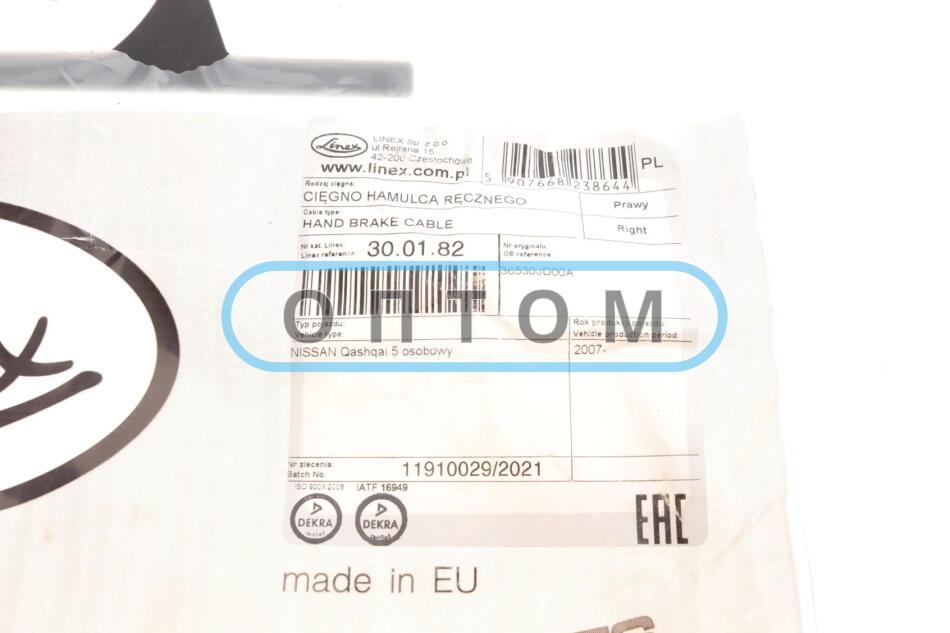 Linex
LINEX Sp. z o.o
ul.Rejtana 15
42-200 Częstochowa
www.linex.com.pl
5 907668 238644
PL
Rodzaj cięgna:
CIĘGNO HAMULCA RĘCZNEGO
Prawy
Cable type:
HAND BRAKE CABLE
Right
Nr kat. Linex:
Linex reference:
30.01.82
Nr oryginału:
OE reference
36530JD00A
ОПТОМ
Typ pojazdu:
Vehicle type:
Rok produkcji pojazdu:
Vehicle production period:
NISSAN Qashqai 5 osobowy
2007-
Nr zlecenia:
Batch No:
11910029/2021
ISO 9001:2008
IATF 16949
DEKRA
DEKRA
EAC
made in EU